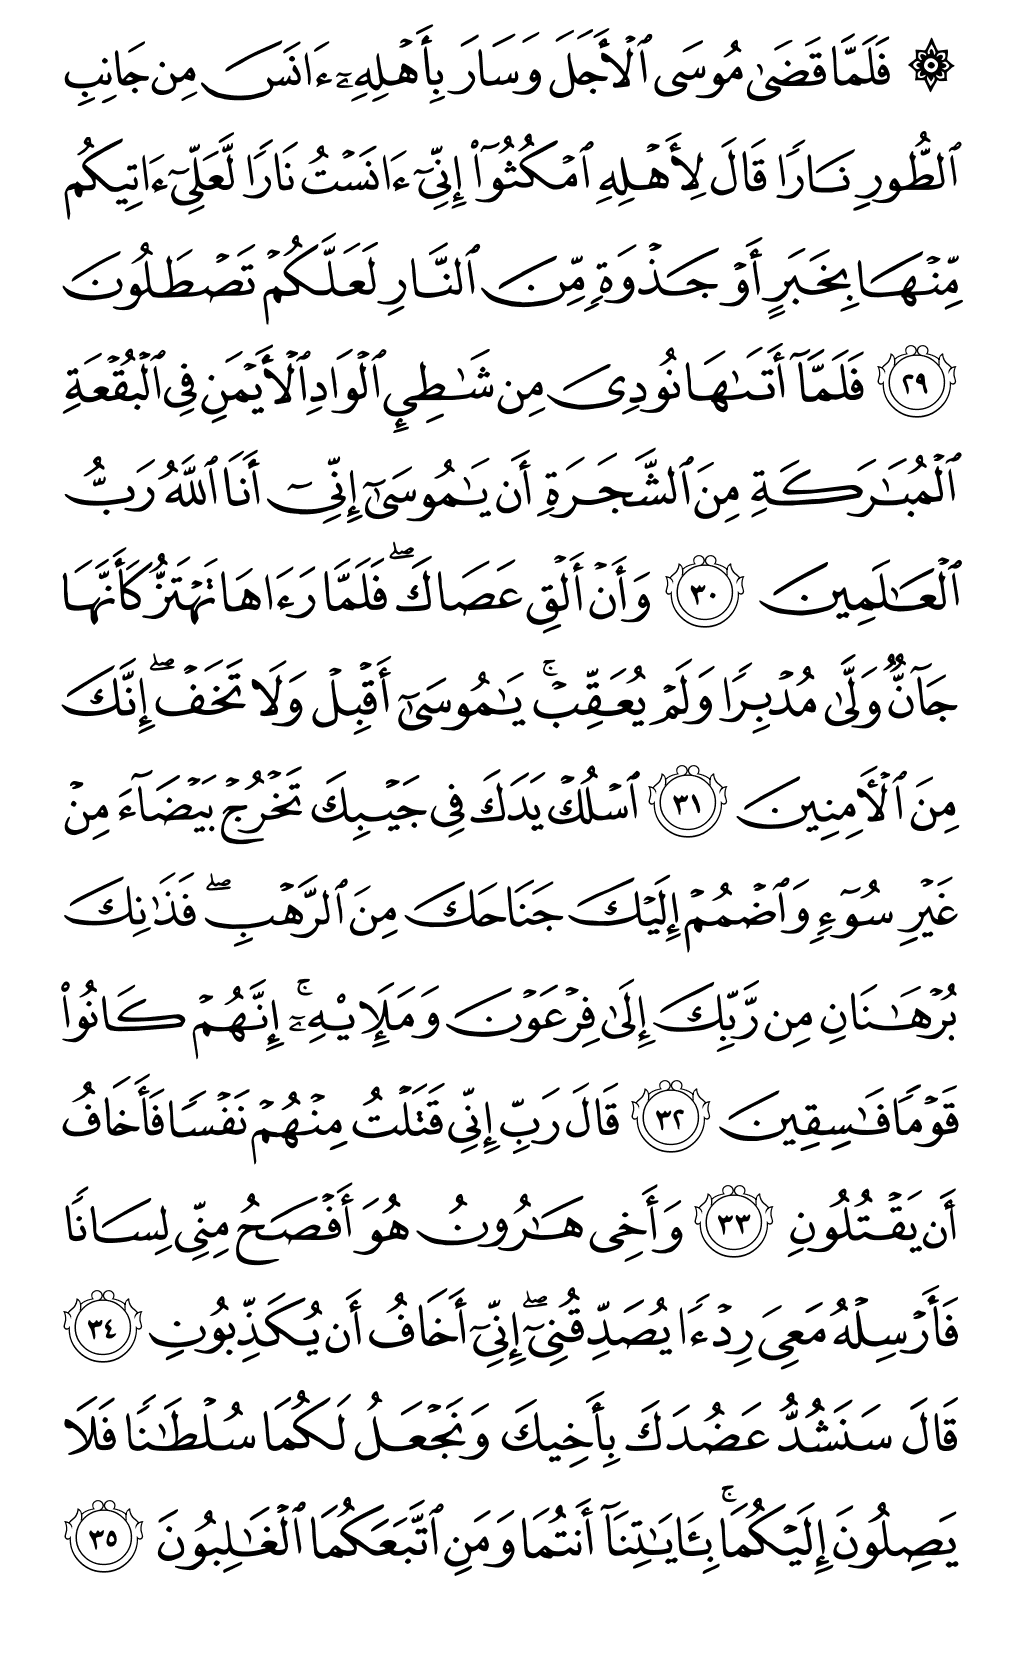 ۞ فَلَمَّا قَضَىٰ مُوسَى ٱلْأَجَلَ وَسَارَ بِأَهْلِهِۦٓ ءَانَسَ مِن جَانِبِ
ٱلطُّورِ نَارًا قَالَ لِأَهْلِهِ ٱمْكُثُوٓا۟ إِنِّىٓ ءَانَسْتُ نَارًا لَّعَلِّىٓ ءَاتِيكُم
مِّنْهَا بِخَبَرٍ أَوْ جَذْوَةٍ مِّنَ ٱلنَّارِ لَعَلَّكُمْ تَصْطَلُونَ
٢٩ فَلَمَّآ أَتَىٰهَا نُودِىَ مِن شَٰطِئِ ٱلْوَادِ ٱلْأَيْمَنِ فِى ٱلْبُقْعَةِ
ٱلْمُبَٰرَكَةِ مِنَ ٱلشَّجَرَةِ أَن يَٰمُوسَىٰٓ إِنِّىٓ أَنَا ٱللَّهُ رَبُّ
ٱلْعَٰلَمِينَ ٣٠ وَأَنْ أَلْقِ عَصَاكَ ۖ فَلَمَّا رَءَاهَا تَهْتَزُّ كَأَنَّهَا
جَآنٌّ وَلَّىٰ مُدْبِرًا وَلَمْ يُعَقِّبْ ۚ يَٰمُوسَىٰٓ أَقْبِلْ وَلَا تَخَفْ ۖ إِنَّكَ
مِنَ ٱلْءَامِنِينَ ٣١ ٱسْلُكْ يَدَكَ فِى جَيْبِكَ تَخْرُجْ بَيْضَآءَ مِنْ
غَيْرِ سُوٓءٍ وَٱضْمُمْ إِلَيْكَ جَنَاحَكَ مِنَ ٱلرَّهْبِ ۖ فَذَٰنِكَ
بُرْهَٰنَانِ مِن رَّبِّكَ إِلَىٰ فِرْعَوْنَ وَمَلَإِي۟هِۦٓ ۚ إِنَّهُمْ كَانُوا۟
قَوْمًا فَٰسِقِينَ ٣٢ قَالَ رَبِّ إِنِّى قَتَلْتُ مِنْهُمْ نَفْسًا فَأَخَافُ
أَن يَقْتُلُونِ ٣٣ وَأَخِى هَٰرُونُ هُوَ أَفْصَحُ مِنِّى لِسَانًا
فَأَرْسِلْهُ مَعِىَ رِدْءًا يُصَدِّقُنِىٓ ۖ إِنِّىٓ أَخَافُ أَن يُكَذِّبُونِ ٣٤
قَالَ سَنَشُدُّ عَضُدَكَ بِأَخِيكَ وَنَجْعَلُ لَكُمَا سُلْطَٰنًا فَلَا
يَصِلُونَ إِلَيْكُمَا ۚ بِـَٔايَٰتِنَآ أَنتُمَا وَمَنِ ٱتَّبَعَكُمَا ٱلْغَٰلِبُونَ ٣٥